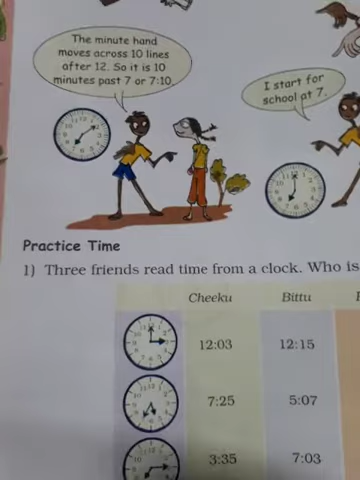 The minute hand
moves across 10 lines
after 12. So it is 10
minutes past 7 or 7:10.
I start for
school at 7.
Practice Time
1) Three friends read time from a clock. Who is
Cheeku Bittu
12:03 12:15
7:25 5:07
3:35 7:03